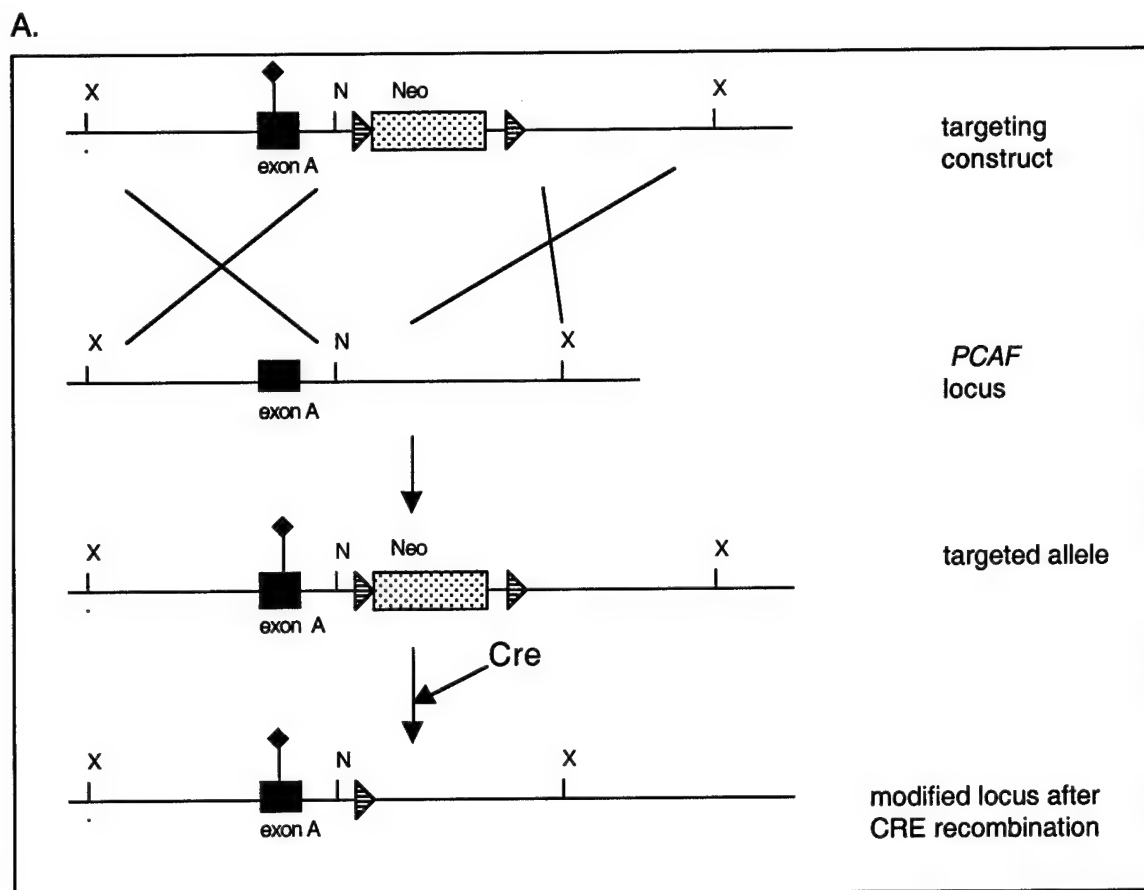 A.
X N Neo X
exon A
targeting
construct
X N X
exon A
PCAF
locus
X N Neo X
exon A
targeted allele
Cre
X N X
exon A
modified locus after
CRE recombination